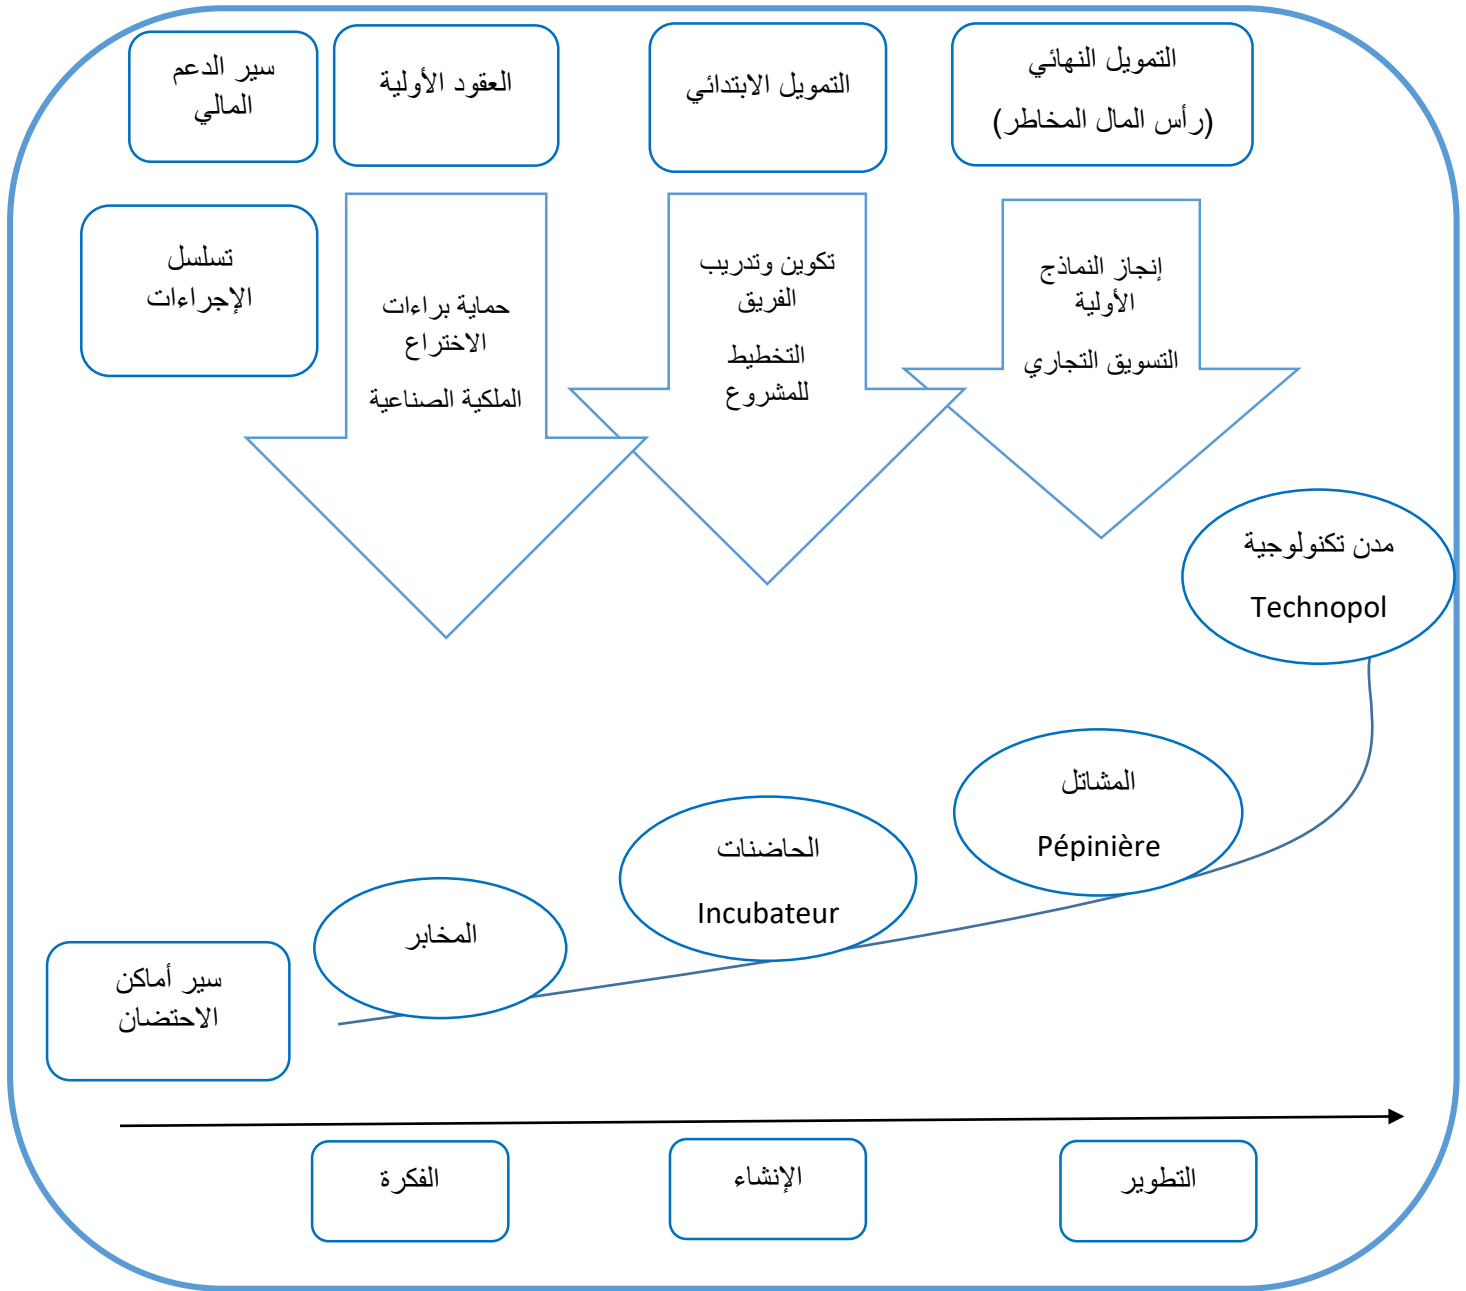 سير الدعم
المالي
العقود الأولية
التمويل الابتدائي
التمويل النهائي
(رأس المال المخاطر)
تسلسل
الإجراءات
حماية براءات
الاختراع
الملكية الصناعية
تكوين وتدريب
الفريق
التخطيط
للمشروع
إنجاز النماذج
الأولية
التسويق التجاري
مدن تكنولوجية
Technopol
المشاتل
Pépinière
الحاضنات
Incubateur
المخابر
سير أماكن
الاحتضان
الفكرة
الإنشاء
التطوير